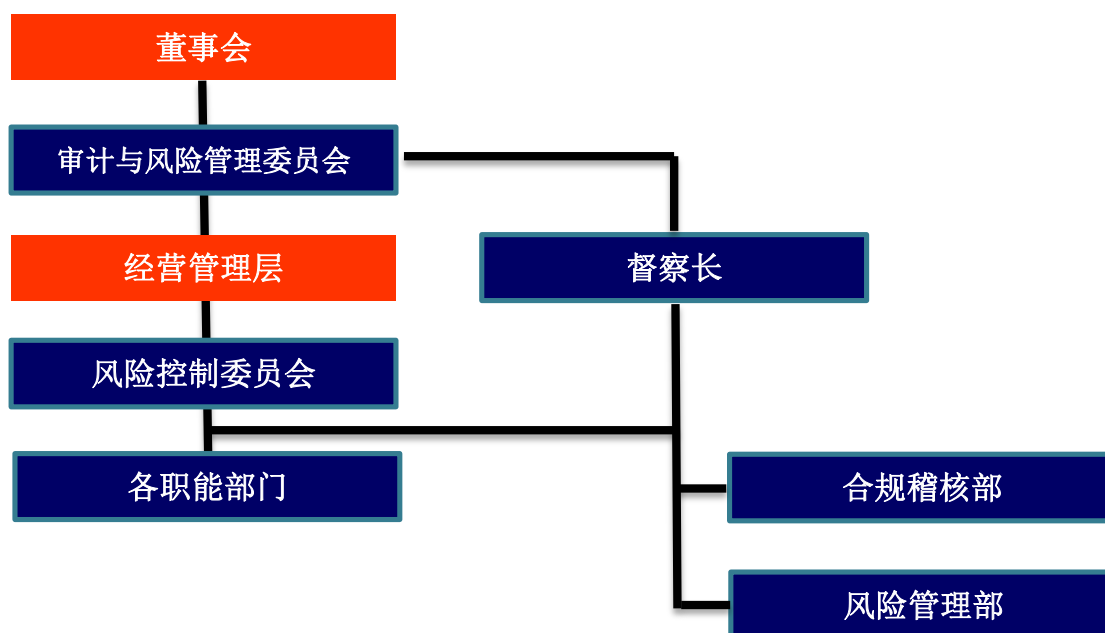 董事会
审计与风险管理委员会
经营管理层
督察长
风险控制委员会
各职能部门
合规稽核部
风险管理部